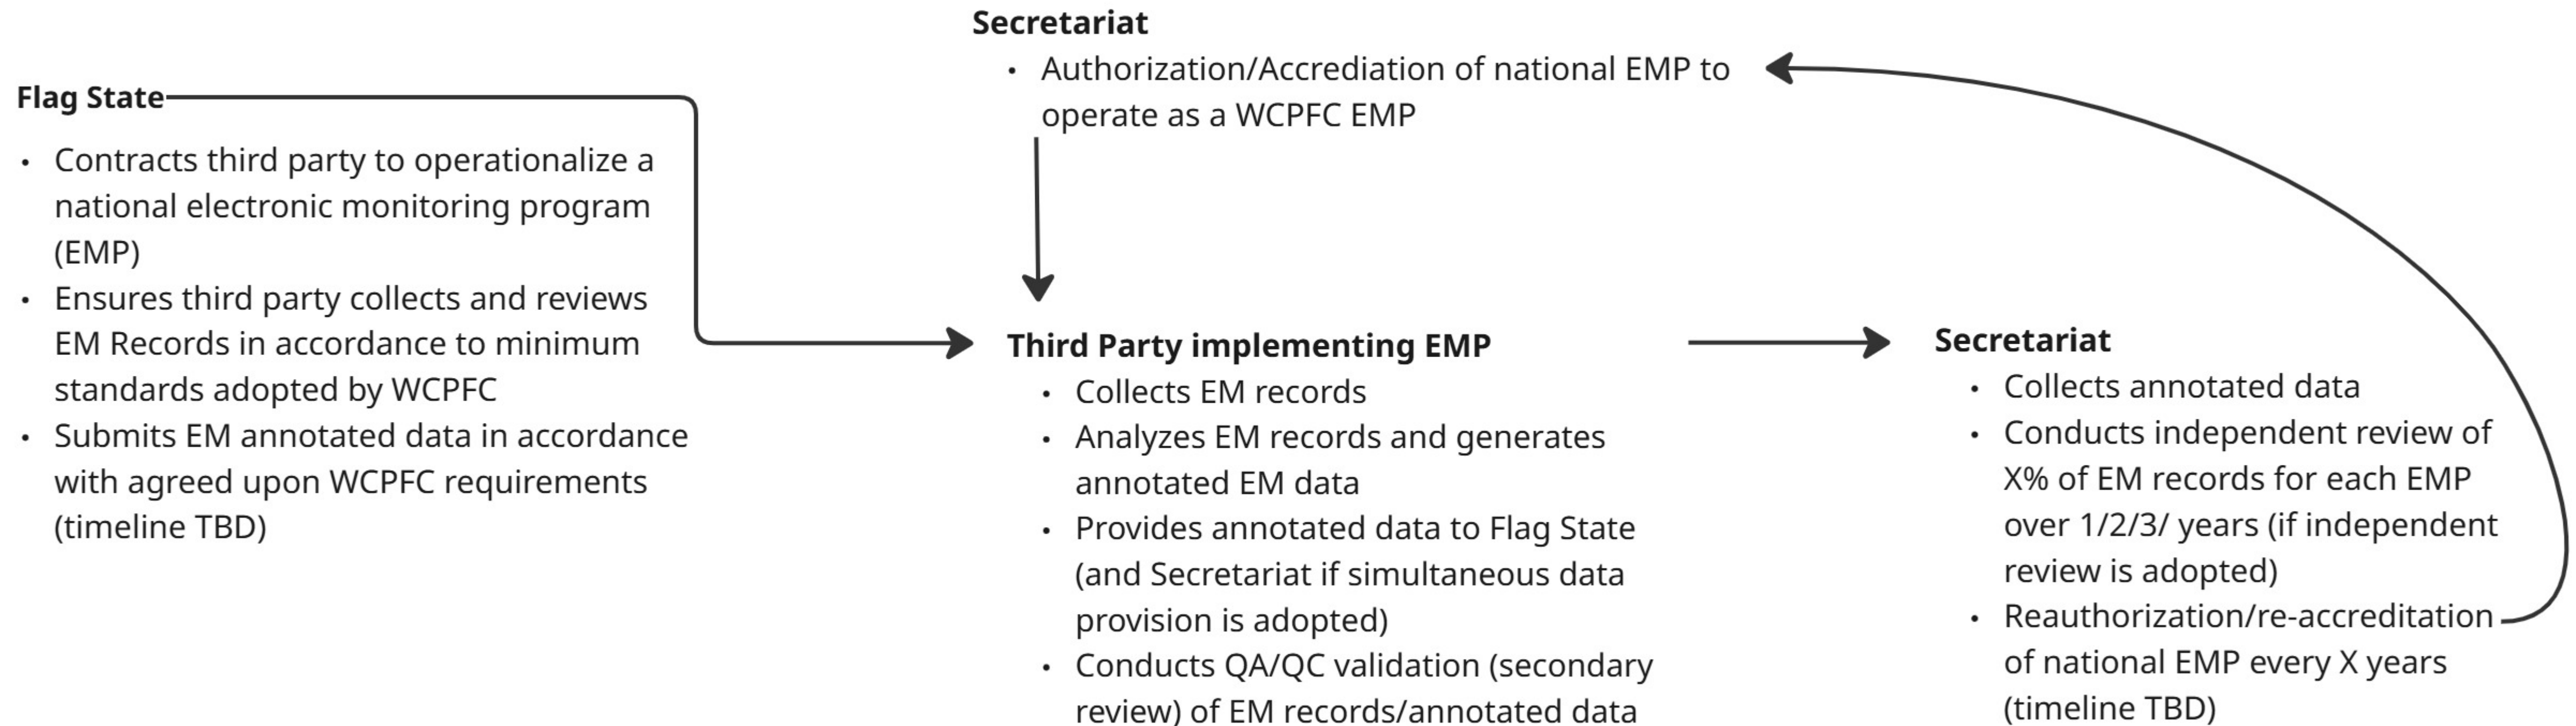 Flag State
• Contracts third party to operationalize a
national electronic monitoring program
(EMP)
• Ensures third party collects and reviews
EM Records in accordance to minimum
standards adopted by WCPFC
• Submits EM annotated data in accordance
with agreed upon WCPFC requirements
(timeline TBD)
Secretariat
• Authorization/Accrediation of national EMP to
operate as a WCPFC EMP
Third Party implementing EMP
• Collects EM records
• Analyzes EM records and generates
annotated EM data
• Provides annotated data to Flag State
(and Secretariat if simultaneous data
provision is adopted)
• Conducts QA/QC validation (secondary
review) of EM records/annotated data
Secretariat
• Collects annotated data
• Conducts independent review of
X% of EM records for each EMP
over 1/2/3/ years (if independent
review is adopted)
• Reauthorization/re-accreditation
of national EMP every X years
(timeline TBD)